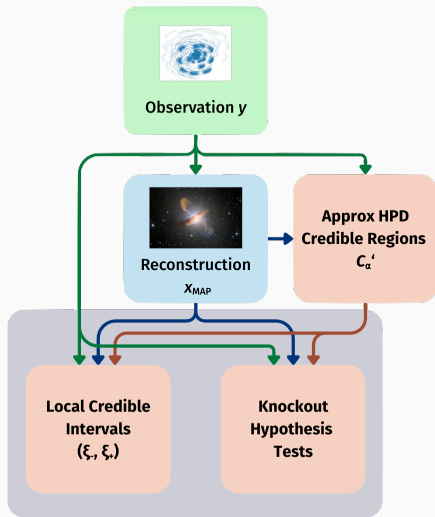 Observation y
Reconstruction
xMAP
Approx HPD
Credible Regions
Cα‘
Local Credible
Intervals
(ξ-, ξ+)
Knockout
Hypothesis
Tests